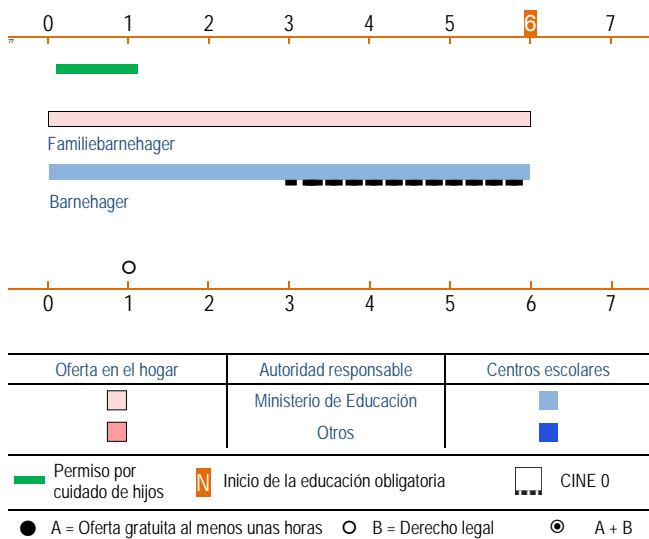 0 1 2 3 4 5 6 7
77
Familiebarnehager
Barnehager
0 1 2 3 4 5 6 7
Oferta en el hogar Autoridad responsable Centros escolares
Ministerio de Educación
Otros
Permiso por cuidado de hijos N Inicio de la educación obligatoria CINE 0
A = Oferta gratuita al menos unas horas B = Derecho legal A + B